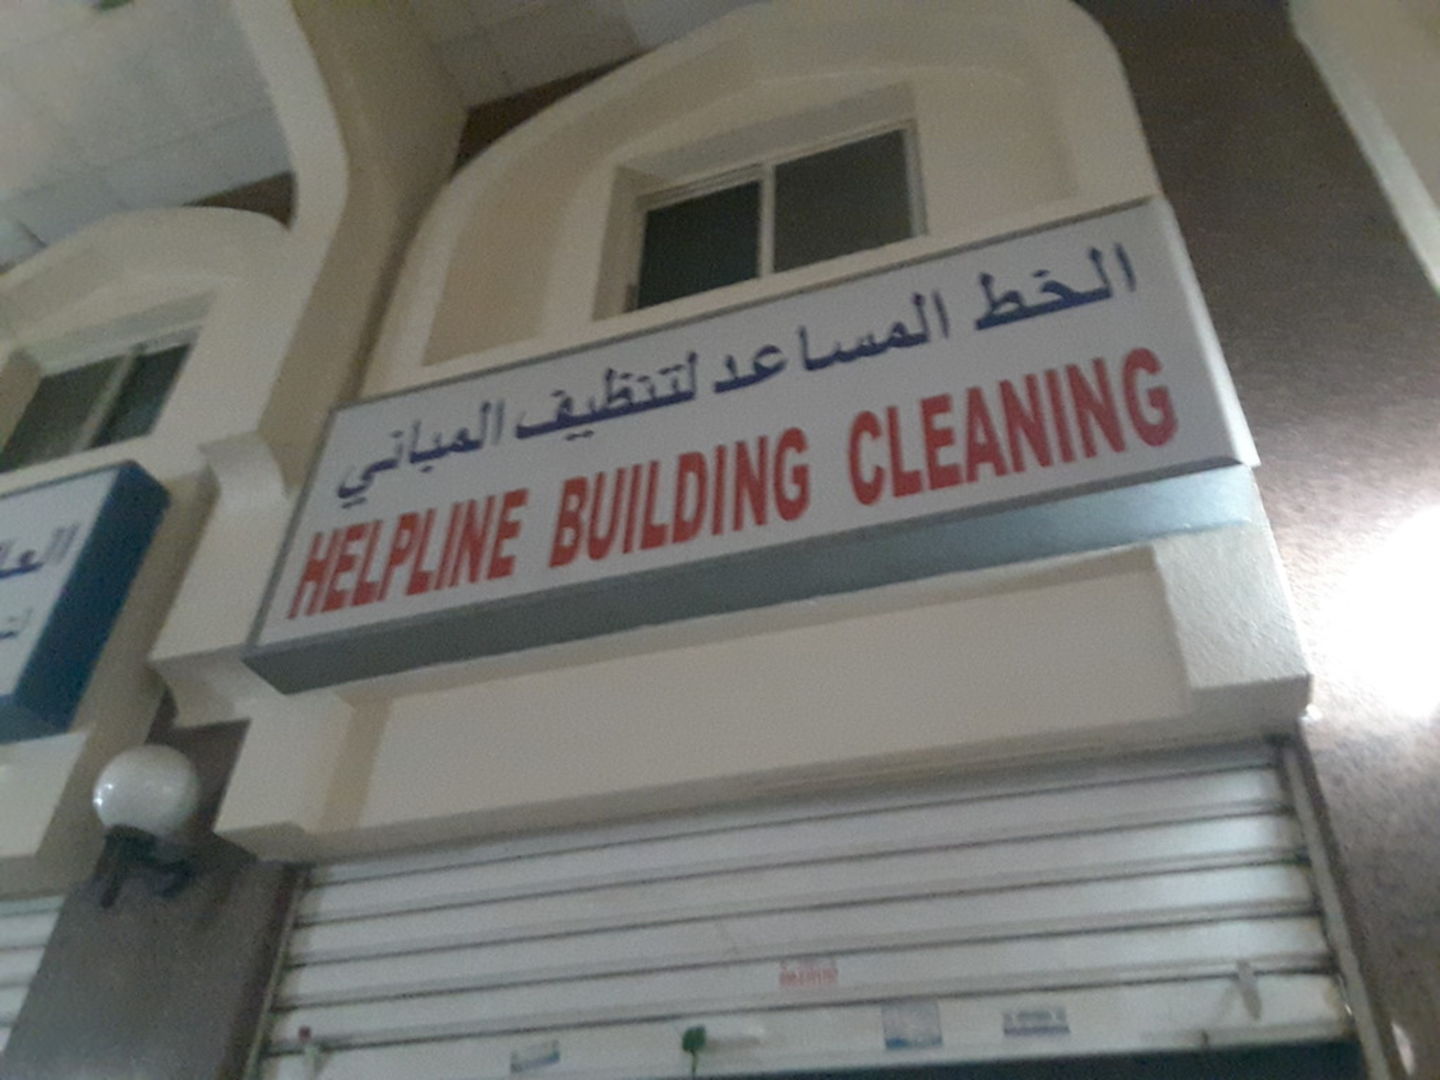 الخط المساعد لتنظيف المباني
HELPLINE BUILDING CLEANING